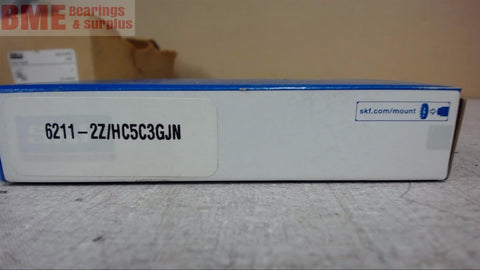 BME Bearings
& Surplus
6211-2Z/HC5C3GJN
skf.com/mount